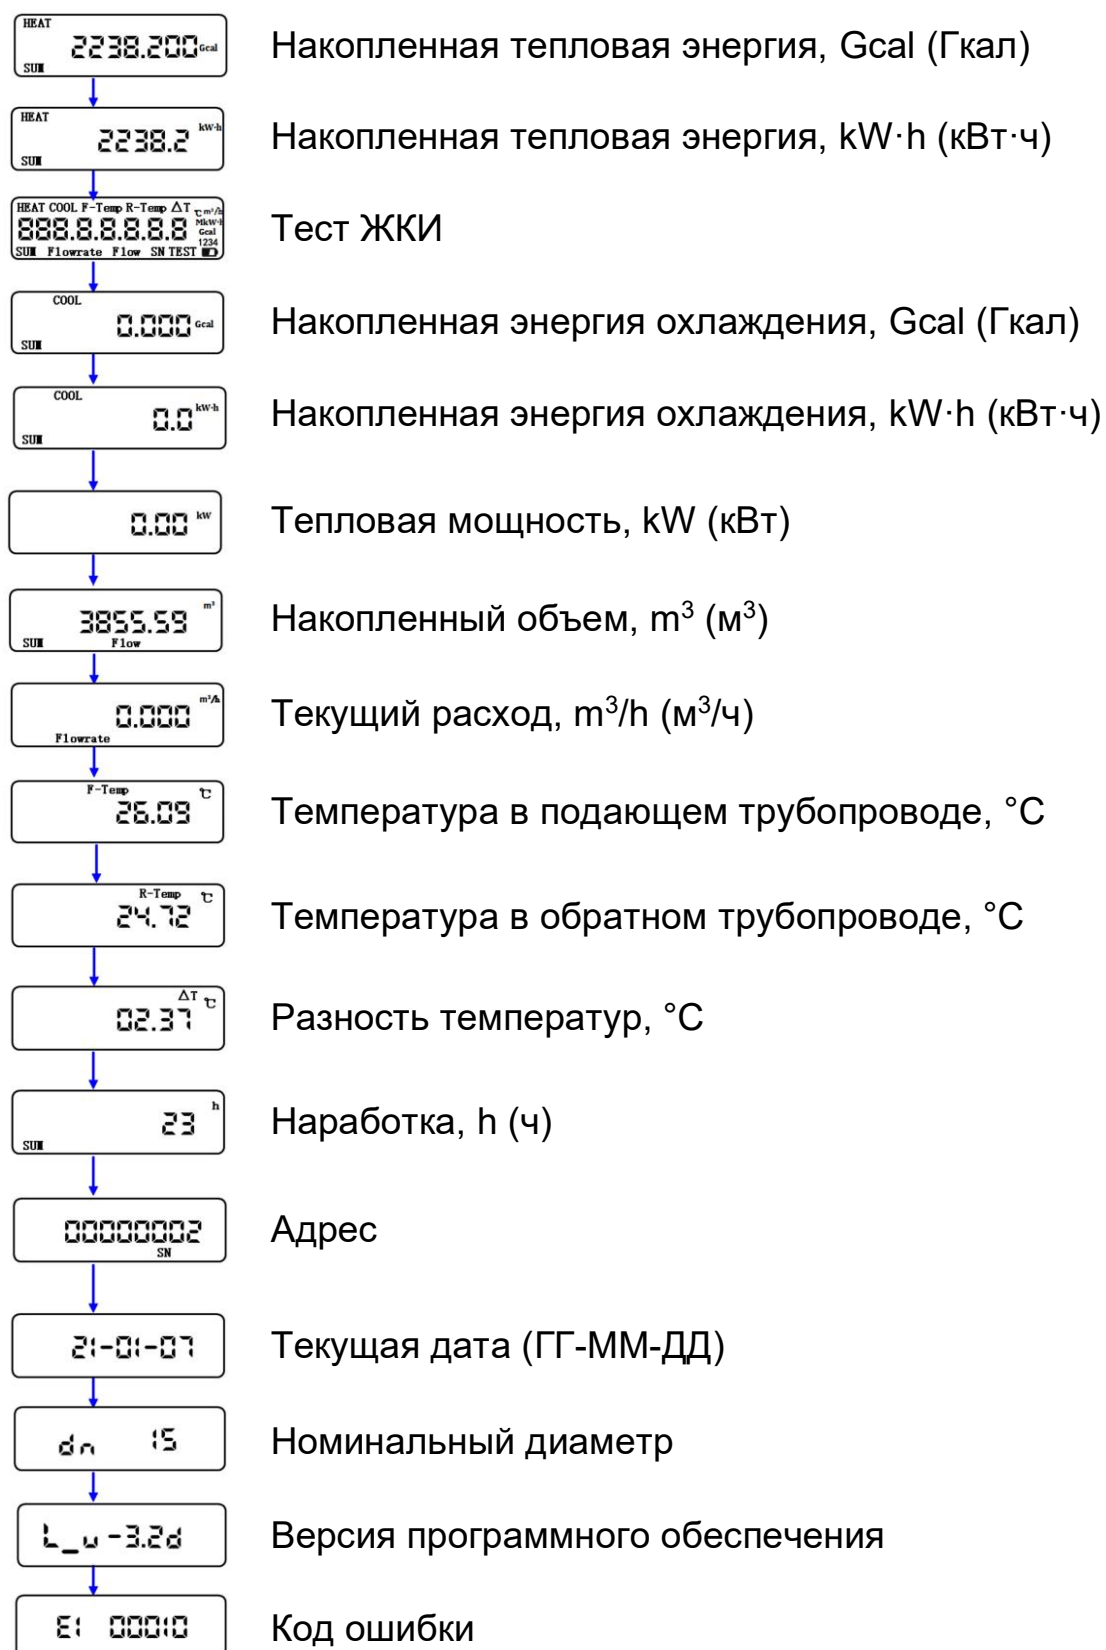 HEAT
2238.200 Gcal
SUM
Накопленная тепловая энергия, Gcal (Гкал)
HEAT
2238.2 kW·h
SUM
Накопленная тепловая энергия, kW·h (кВт·ч)
HEAT COOL F-Temp R-Temp △T ℃ m³/h
888.8.8.8.8.8 MkW·h
Gcal
1234
SUM Flowrate Flow SN TEST
Тест ЖКИ
COOL
0.000 Gcal
SUM
Накопленная энергия охлаждения, Gcal (Гкал)
COOL
0.0 kW·h
SUM
Накопленная энергия охлаждения, kW·h (кВт·ч)
0.00 kW
Тепловая мощность, kW (кВт)
3855.59 m³
SUM Flow
Накопленный объем, m³ (м³)
0.000 m³/h
Flowrate
Текущий расход, m³/h (м³/ч)
F-Temp ℃
26.09
Температура в подающем трубопроводе, °C
R-Temp ℃
24.72
Температура в обратном трубопроводе, °C
△T ℃
02.37
Разность температур, °C
23 h
SUM
Наработка, h (ч)
00000002
SN
Адрес
21-01-07
Текущая дата (ГГ-ММ-ДД)
dn 15
Номинальный диаметр
L_u-3.2d
Версия программного обеспечения
E1 00010
Код ошибки